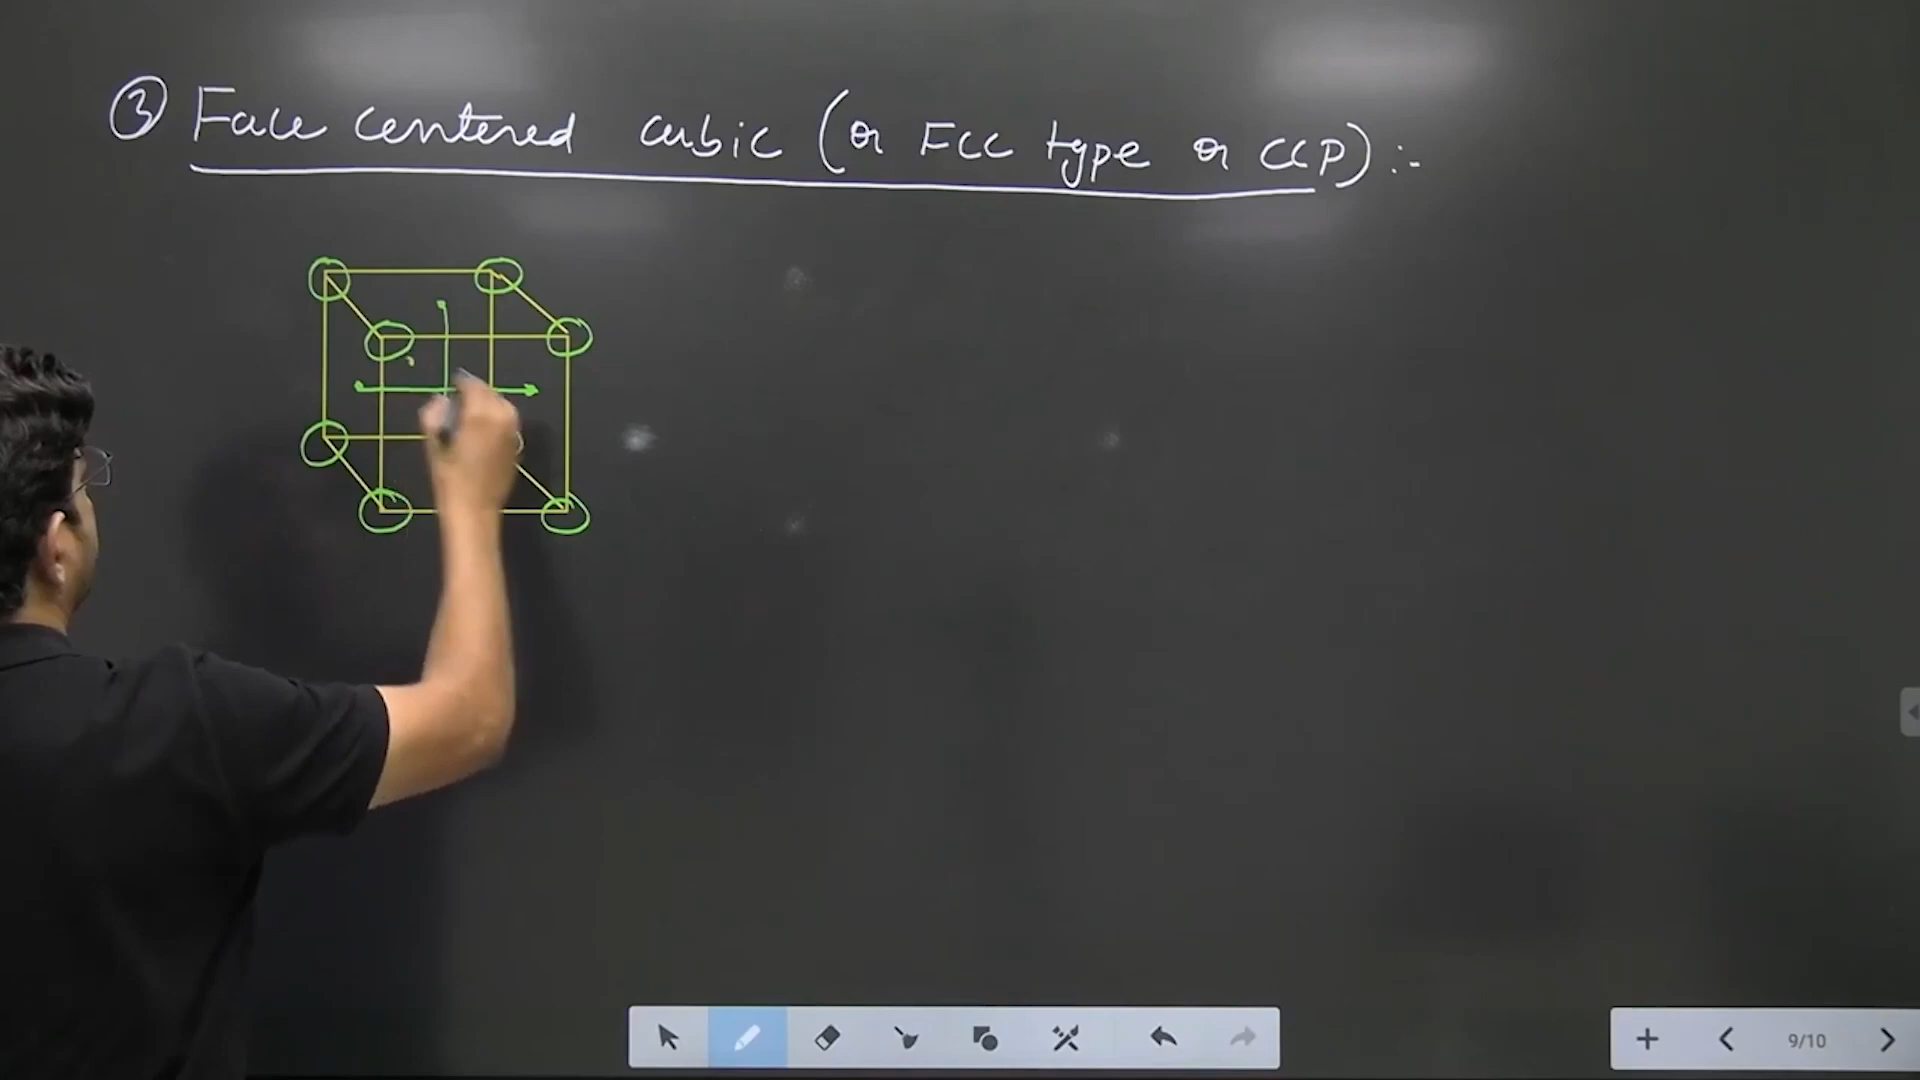 ③ Face centered cubic (or FCC type or CCP) :-
9/10